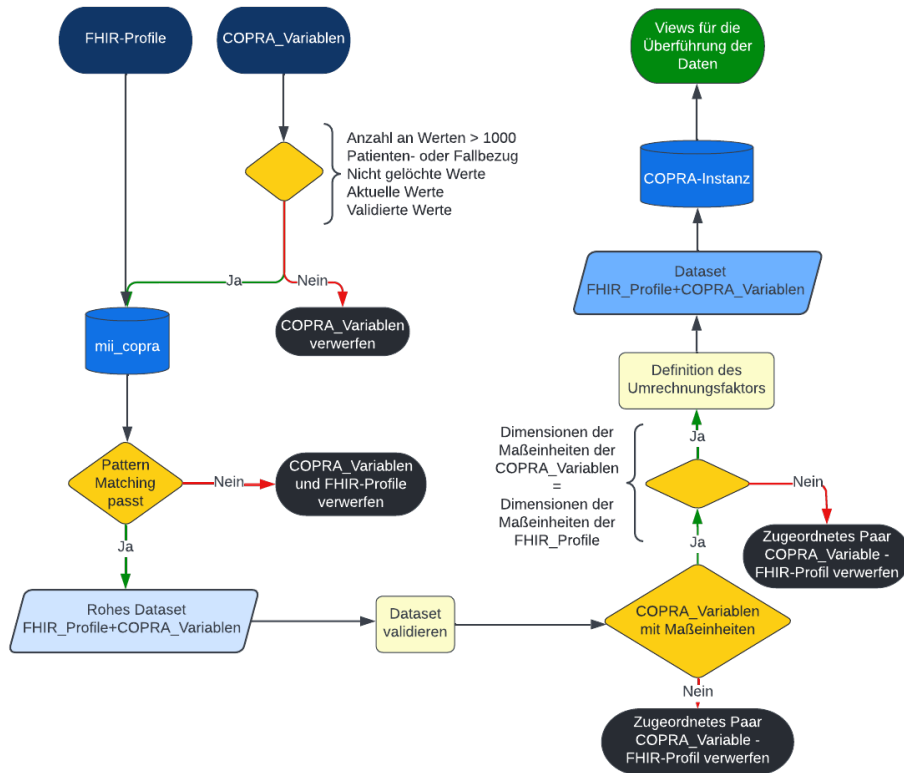 FHIR-Profile
COPRA_Variablen
Anzahl an Werten > 1000
Patienten- oder Fallbezug
Nicht gelöchte Werte
Aktuelle Werte
Validierte Werte
Ja
Nein
COPRA_Variablen
verwerfen
mii_copra
Pattern
Matching
passt
Nein
COPRA_Variablen
und FHIR-Profile
verwerfen
Ja
Rohes Dataset
FHIR_Profile+COPRA_Variablen
Dataset
validieren
COPRA_Variablen
mit Maßeinheiten
Nein
Zugeordnetes Paar
COPRA_Variable -
FHIR-Profil verwerfen
Ja
Dimensionen der
Maßeinheiten der
COPRA_Variablen
=
Dimensionen der
Maßeinheiten der
FHIR_Profile
Nein
Zugeordnetes Paar
COPRA_Variable -
FHIR-Profil verwerfen
Ja
Definition des
Umrechnungsfaktors
Dataset
FHIR_Profile+COPRA_Variablen
COPRA-Instanz
Views für die
Überführung der
Daten